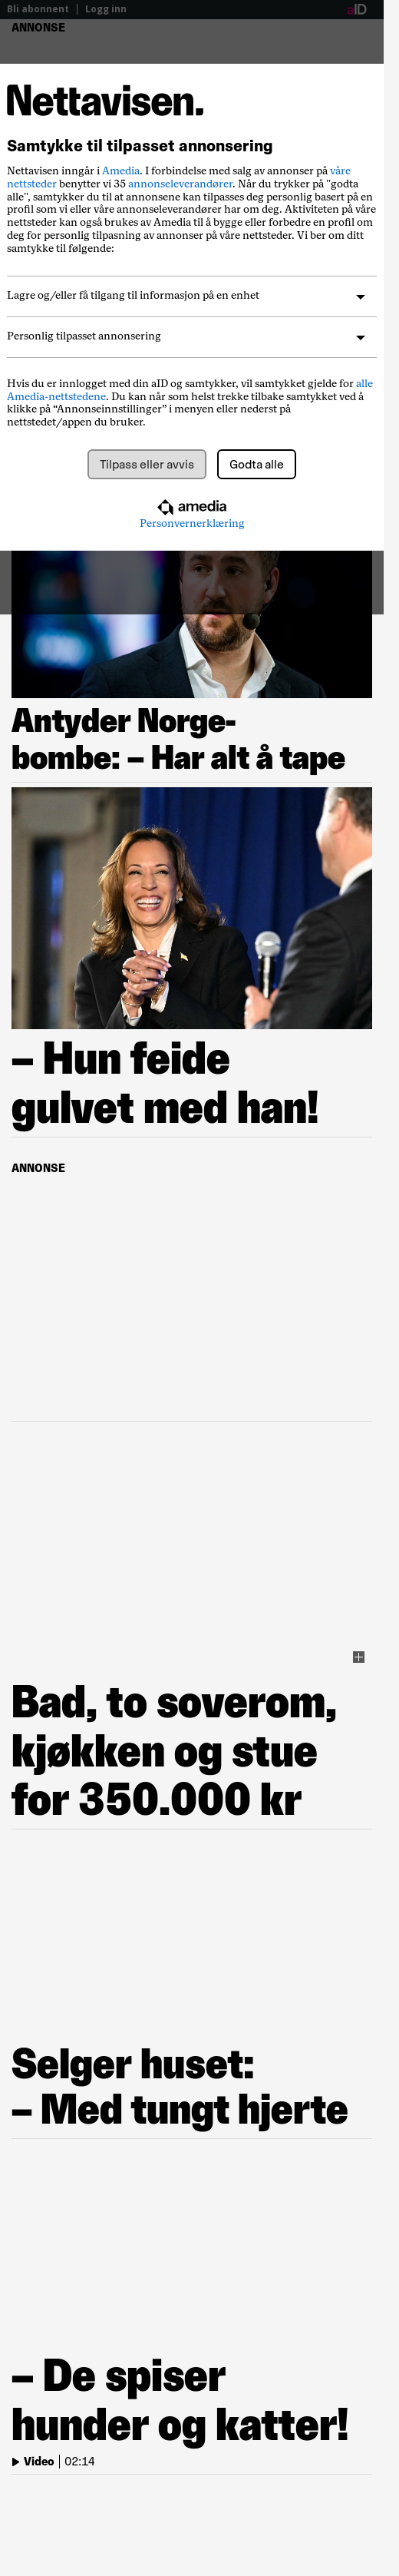 Bli abonnent | Logg inn aID
ANNONSE
Nettavisen.
Samtykke til tilpasset annonsering
Nettavisen inngår i Amedia. I forbindelse med salg av annonser på våre
nettsteder benytter vi 35 annonseleverandører. Når du trykker på "godta
alle", samtykker du til at annonsene kan tilpasses deg personlig basert på en
profil som vi eller våre annonseleverandører har om deg. Aktiviteten på våre
nettsteder kan også brukes av Amedia til å bygge eller forbedre en profil om
deg for personlig tilpasning av annonser på våre nettsteder. Vi ber om ditt
samtykke til følgende:
Lagre og/eller få tilgang til informasjon på en enhet
Personlig tilpasset annonsering
Hvis du er innlogget med din aID og samtykker, vil samtykket gjelde for alle
Amedia-nettstedene. Du kan når som helst trekke tilbake samtykket ved å
klikke på “Annonseinnstillinger” i menyen eller nederst på
nettstedet/appen du bruker.
Tilpass eller avvis Godta alle
amedia
Personvernerklæring
Antyder Norge-
bombe: – Har alt å tape
– Hun feide
gulvet med han!
ANNONSE
Bad, to soverom,
kjøkken og stue
for 350.000 kr
Selger huset:
– Med tungt hjerte
– De spiser
hunder og katter!
Video | 02:14